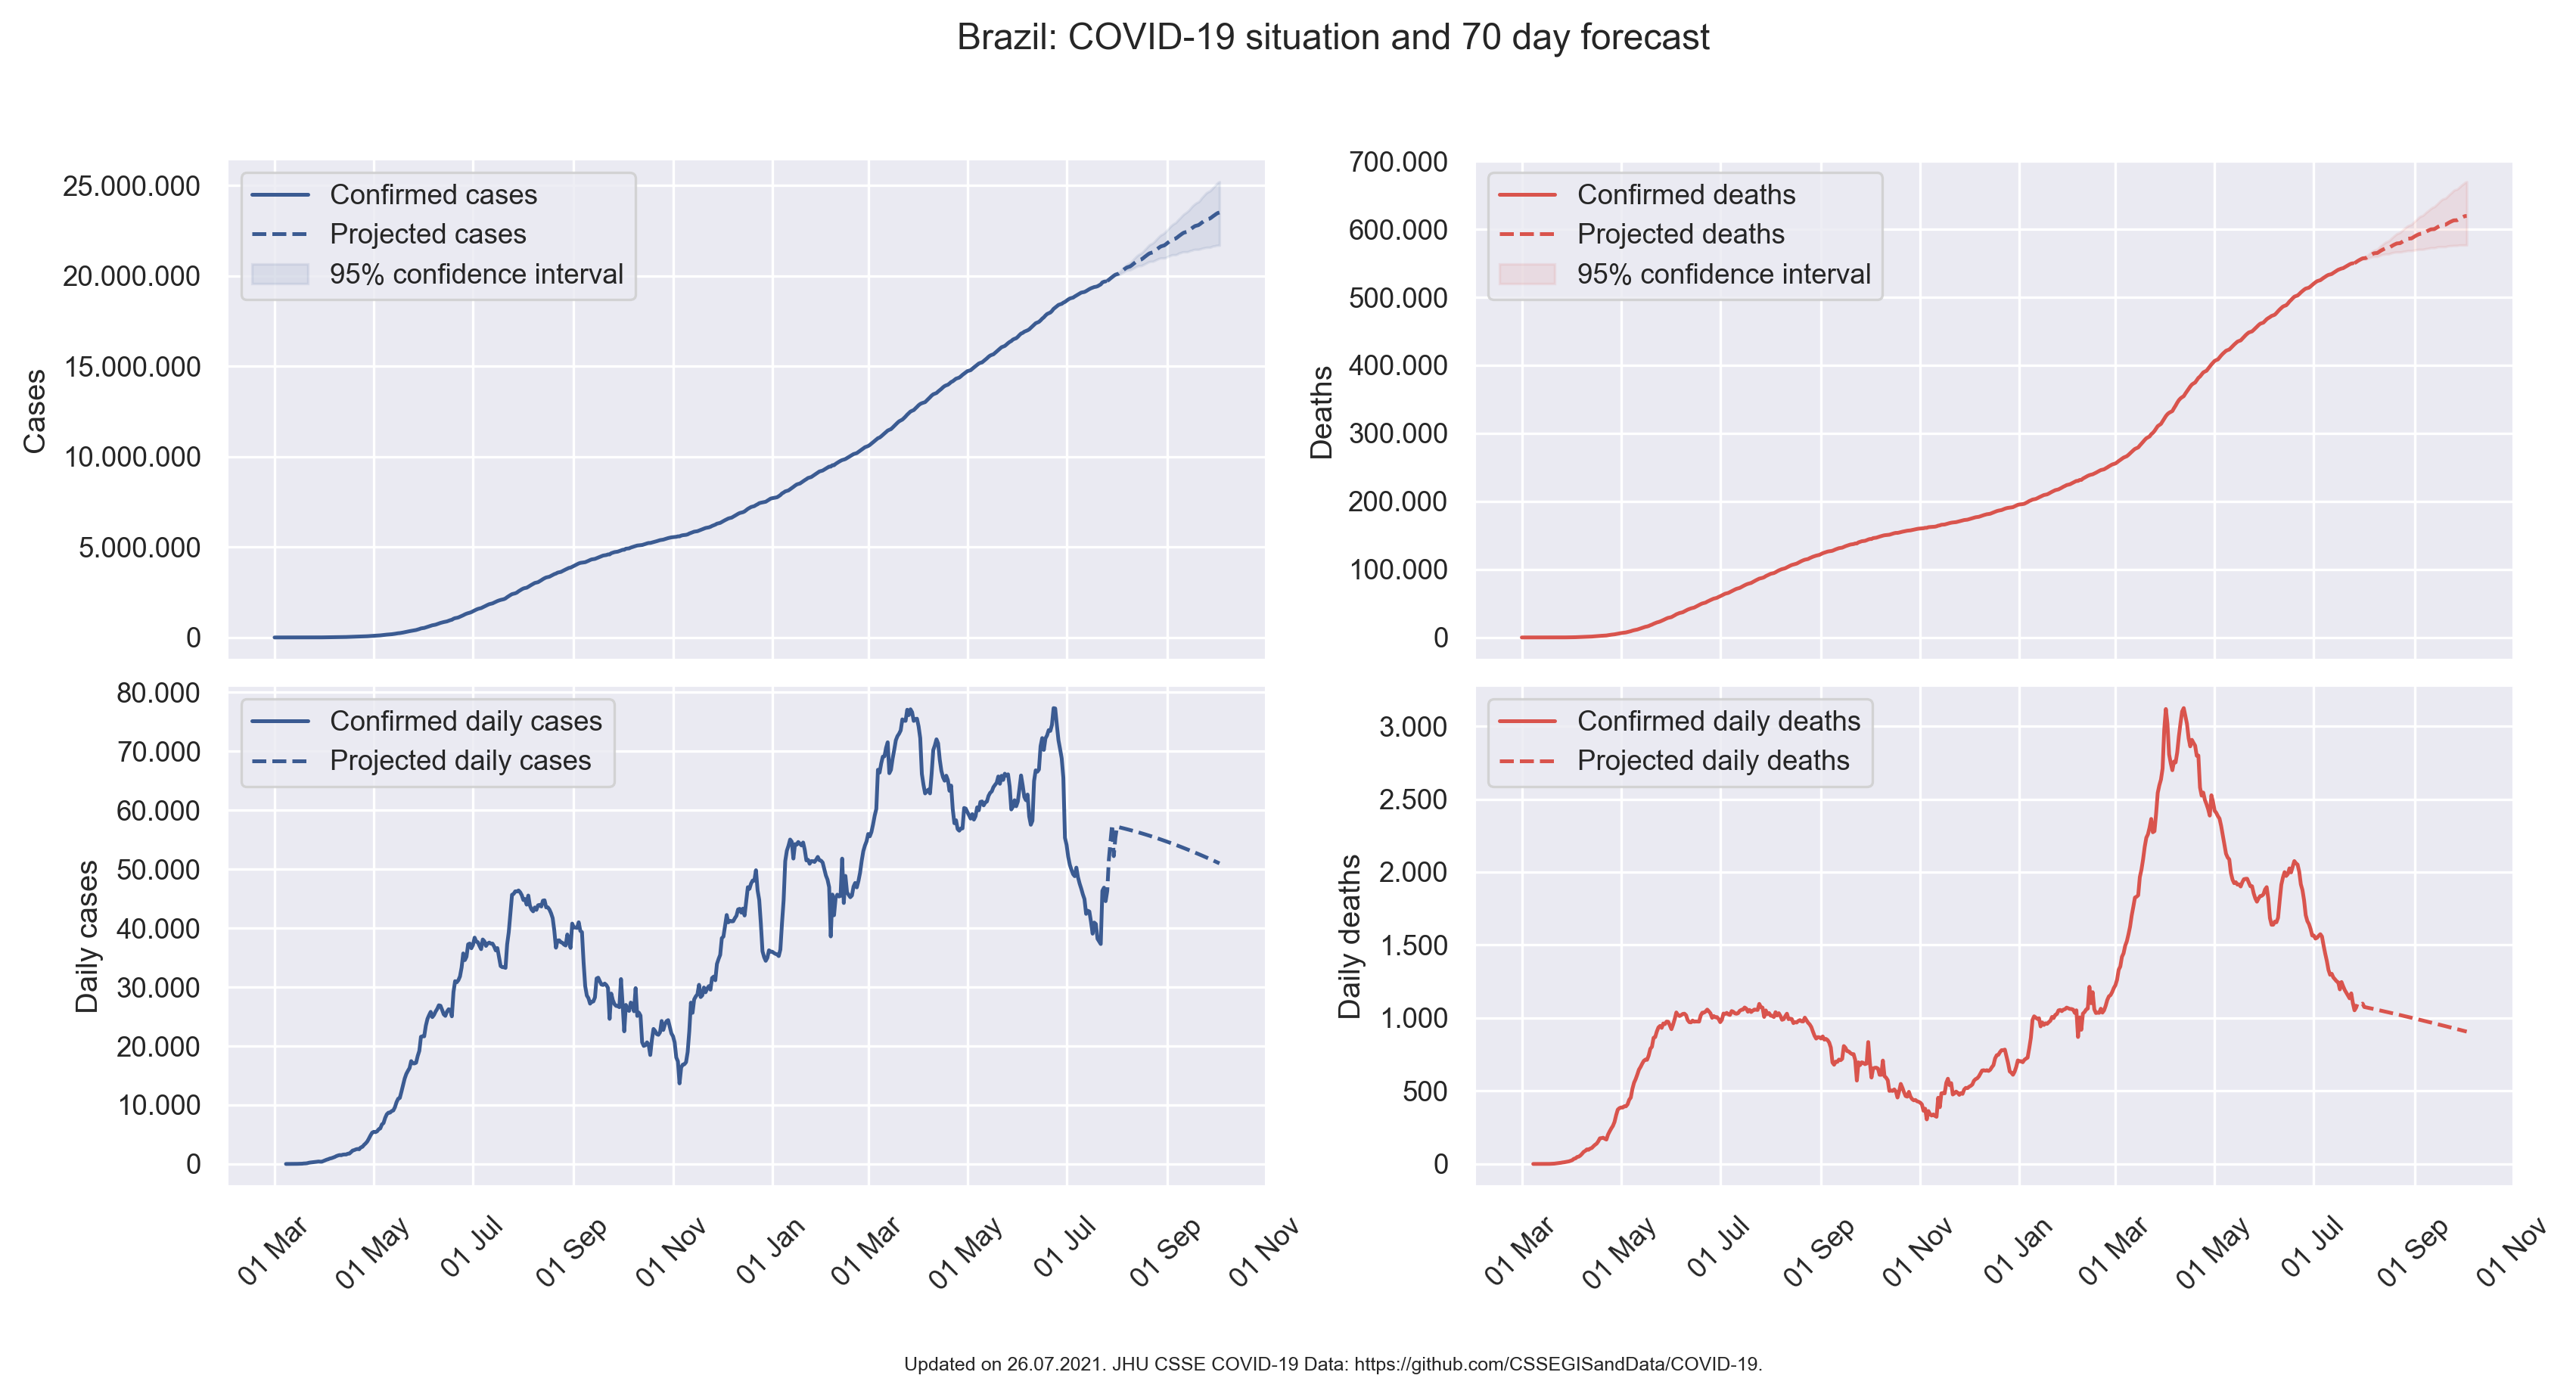 Brazil: COVID-19 situation and 70 day forecast
Cases
25.000.000
20.000.000
15.000.000
10.000.000
5.000.000
0
Confirmed cases
Projected cases
95% confidence interval
Deaths
700.000
600.000
500.000
400.000
300.000
200.000
100.000
0
Confirmed deaths
Projected deaths
95% confidence interval
Daily cases
80.000
70.000
60.000
50.000
40.000
30.000
20.000
10.000
0
Confirmed daily cases
Projected daily cases
01 Mar
01 May
01 Jul
01 Sep
01 Nov
01 Jan
01 Mar
01 May
01 Jul
01 Sep
01 Nov
Daily deaths
3.000
2.500
2.000
1.500
1.000
500
0
Confirmed daily deaths
Projected daily deaths
01 Mar
01 May
01 Jul
01 Sep
01 Nov
01 Jan
01 Mar
01 May
01 Jul
01 Sep
01 Nov
Updated on 26.07.2021. JHU CSSE COVID-19 Data: https://github.com/CSSEGISandData/COVID-19.